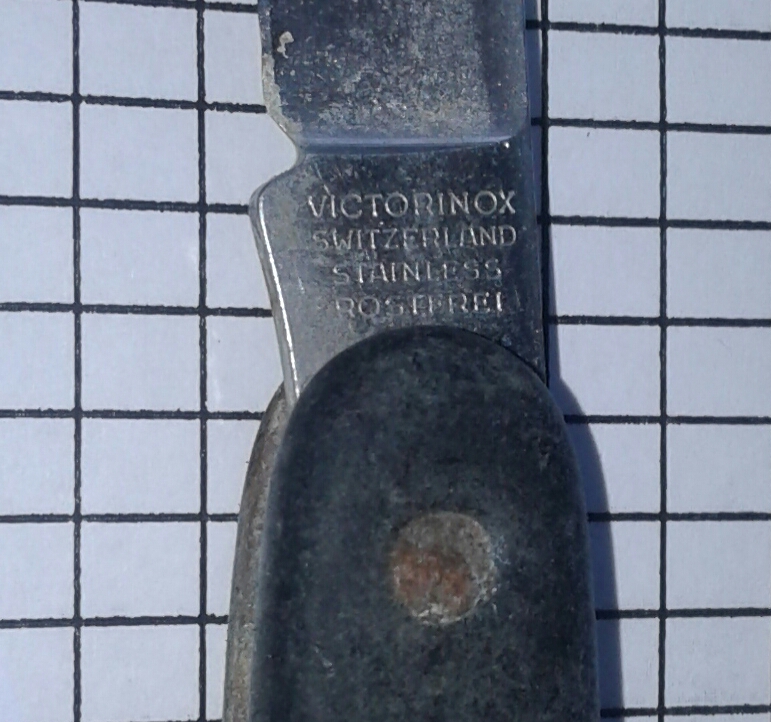 VICTORINOX
SWITZERLAND
STAINLESS
ROSTFREI